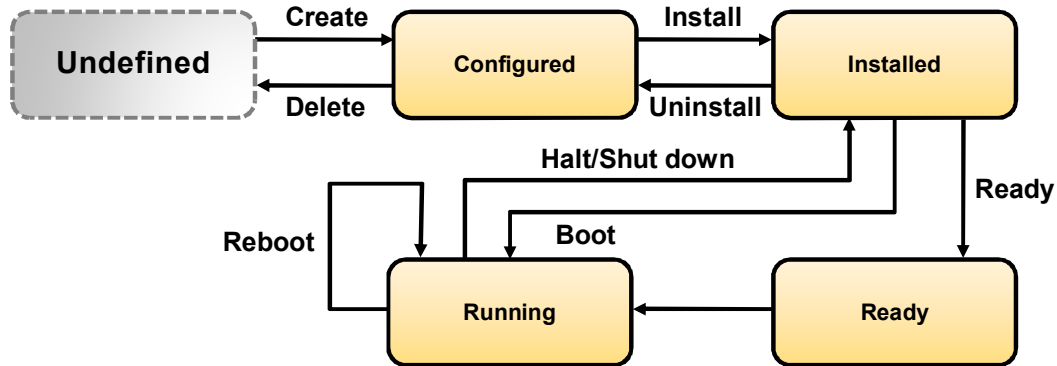 Create
Install
Undefined
Configured
Installed
Delete
Uninstall
Halt/Shut down
Ready
Reboot
Boot
Running
Ready